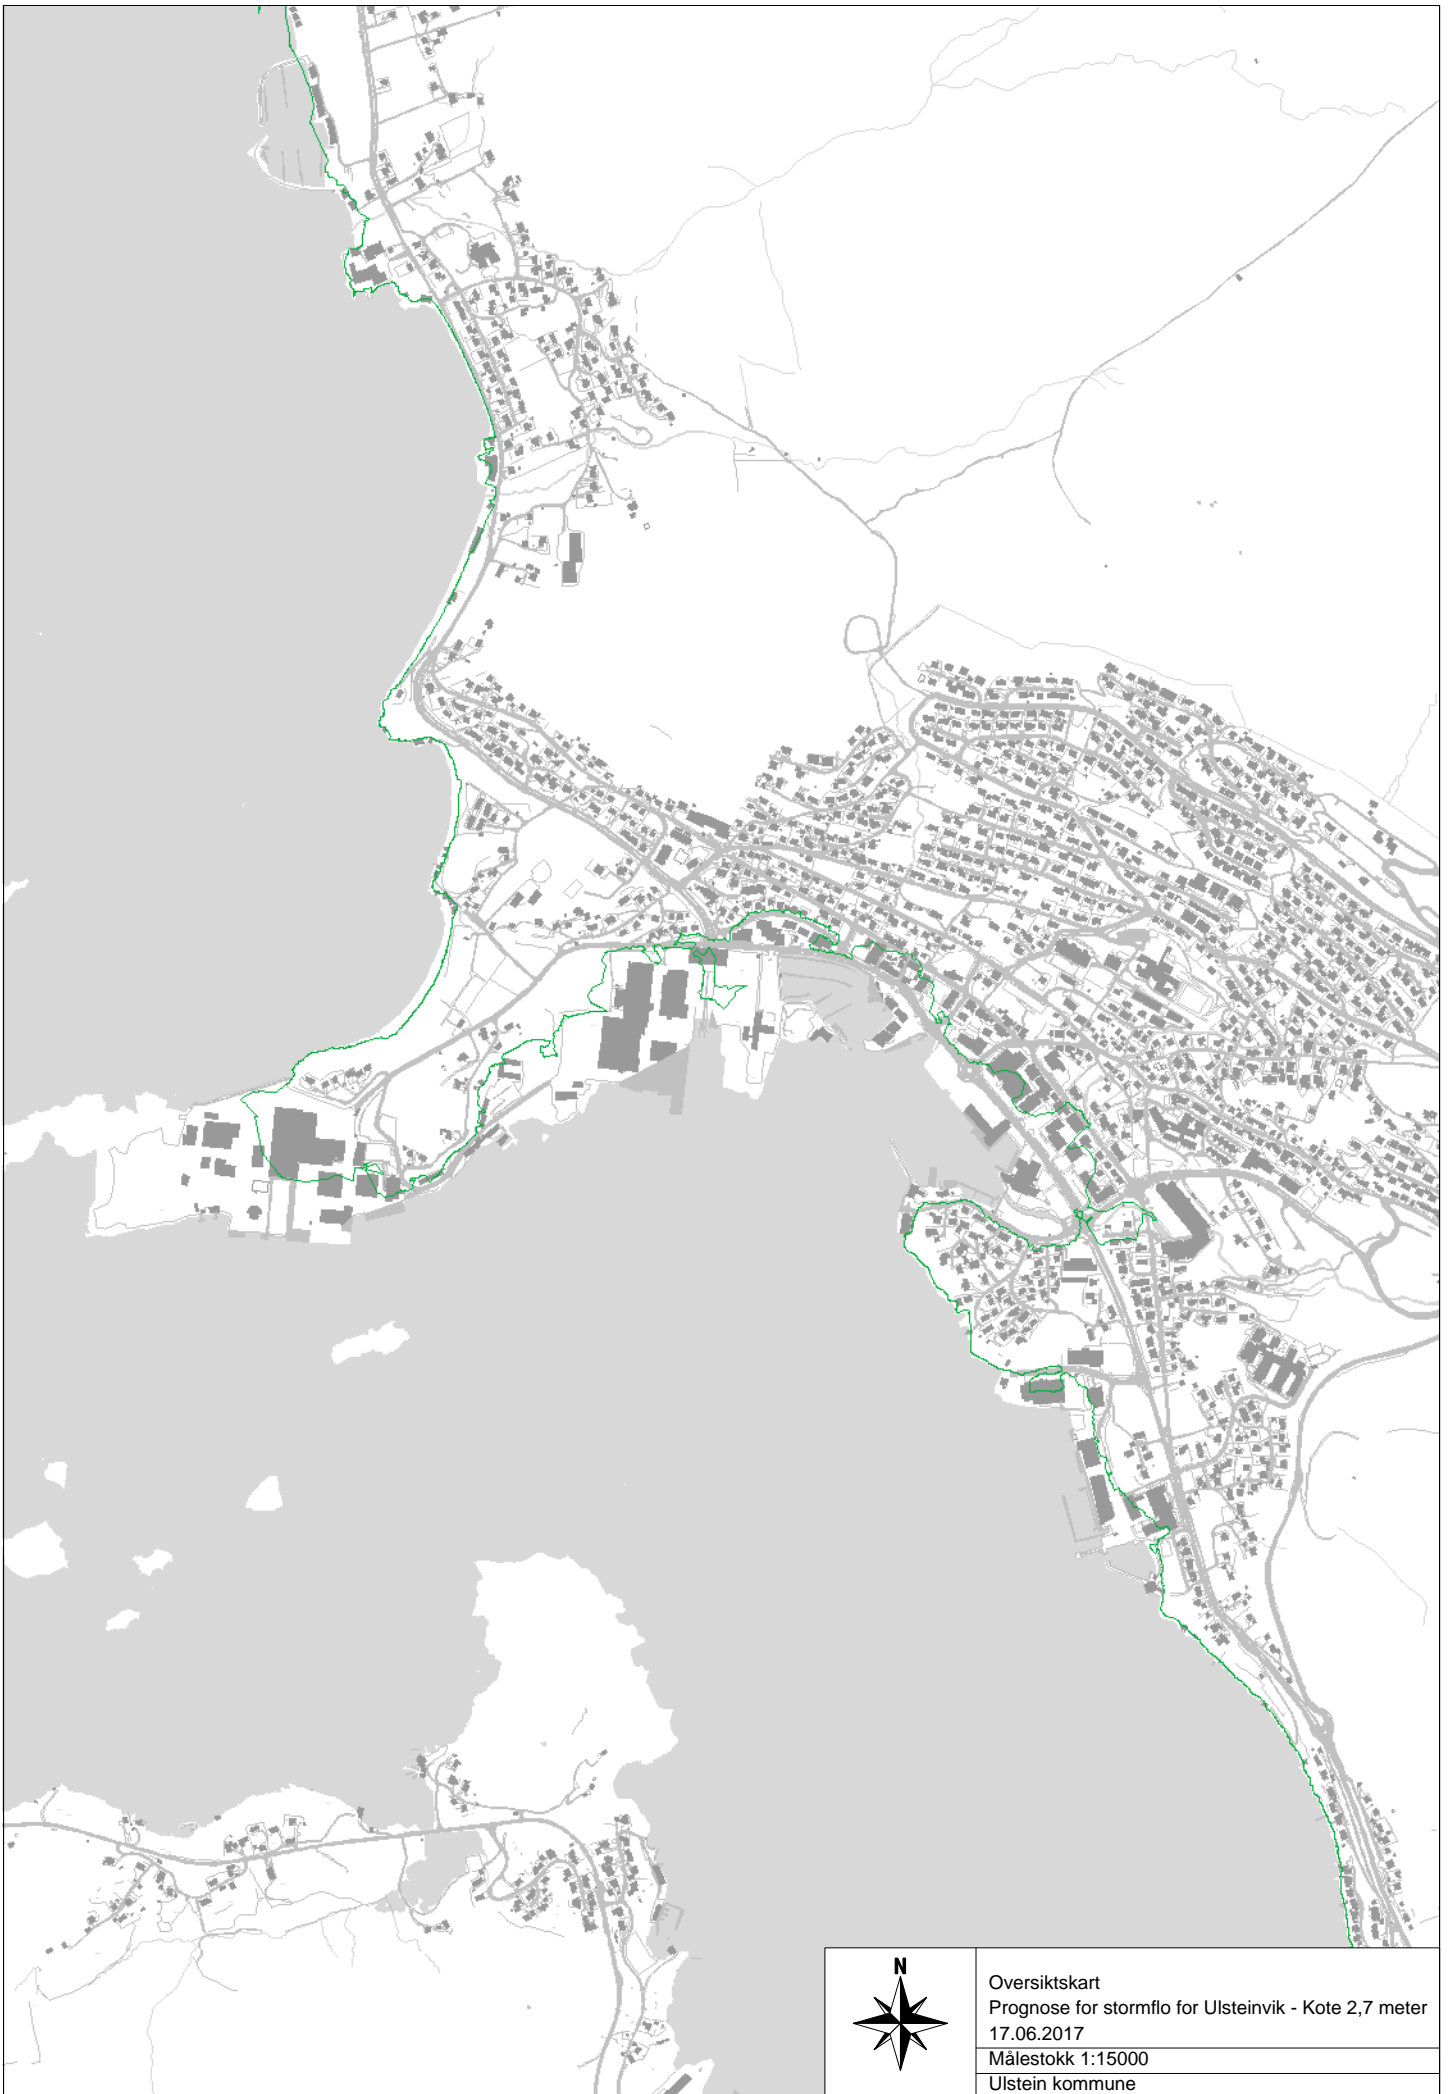 N
Oversiktskart
Prognose for stormflo for Ulsteinvik - Kote 2,7 meter
17.06.2017
Målestokk 1:15000
Ulstein kommune